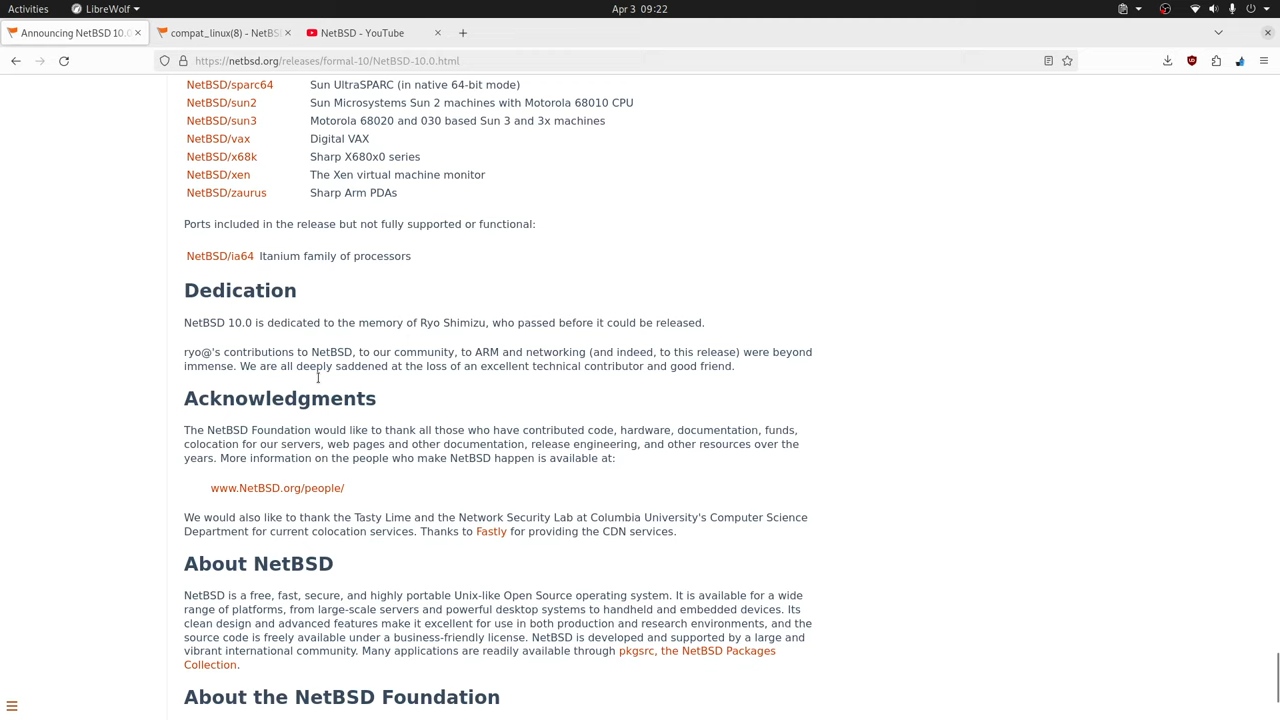 Activities LibreWolf Apr 3 09:22
Announcing NetBSD 10.0 compat_linux(8) - NetBS NetBSD - YouTube
https://netbsd.org/releases/formal-10/NetBSD-10.0.html
NetBSD/sparc64 Sun UltraSPARC (in native 64-bit mode)
NetBSD/sun2 Sun Microsystems Sun 2 machines with Motorola 68010 CPU
NetBSD/sun3 Motorola 68020 and 030 based Sun 3 and 3x machines
NetBSD/vax Digital VAX
NetBSD/x68k Sharp X680x0 series
NetBSD/xen The Xen virtual machine monitor
NetBSD/zaurus Sharp Arm PDAs
Ports included in the release but not fully supported or functional:
NetBSD/ia64 Itanium family of processors
Dedication
NetBSD 10.0 is dedicated to the memory of Ryo Shimizu, who passed before it could be released.
ryo@'s contributions to NetBSD, to our community, to ARM and networking (and indeed, to this release) were beyond
immense. We are all deeply saddened at the loss of an excellent technical contributor and good friend.
Acknowledgments
The NetBSD Foundation would like to thank all those who have contributed code, hardware, documentation, funds,
colocation for our servers, web pages and other documentation, release engineering, and other resources over the
years. More information on the people who make NetBSD happen is available at:
www.NetBSD.org/people/
We would also like to thank the Tasty Lime and the Network Security Lab at Columbia University's Computer Science
Department for current colocation services. Thanks to Fastly for providing the CDN services.
About NetBSD
NetBSD is a free, fast, secure, and highly portable Unix-like Open Source operating system. It is available for a wide
range of platforms, from large-scale servers and powerful desktop systems to handheld and embedded devices. Its
clean design and advanced features make it excellent for use in both production and research environments, and the
source code is freely available under a business-friendly license. NetBSD is developed and supported by a large and
vibrant international community. Many applications are readily available through pkgsrc, the NetBSD Packages
Collection.
About the NetBSD Foundation